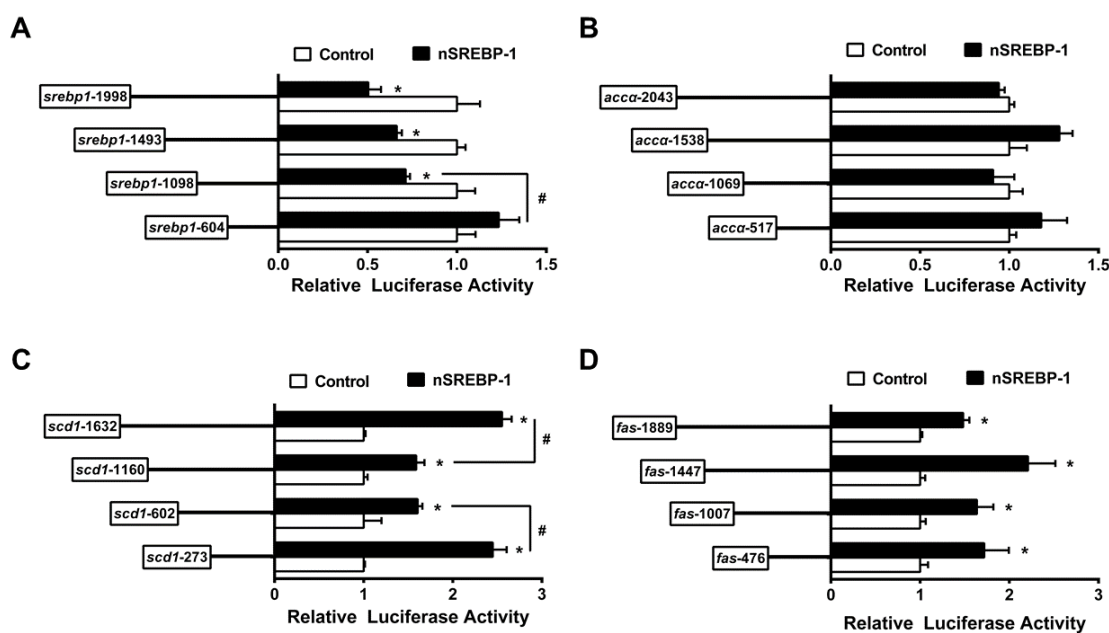 A
Control nSREBP-1
srebp1-1998
*
srebp1-1493
*
srebp1-1098
*
#
srebp1-604
0.0 0.5 1.0 1.5
Relative Luciferase Activity
B
Control nSREBP-1
accα-2043
accα-1538
accα-1069
accα-517
0.0 0.5 1.0 1.5
Relative Luciferase Activity
C
Control nSREBP-1
scd1-1632
*
#
scd1-1160
*
scd1-602
*
#
scd1-273
*
0 1 2 3
Relative Luciferase Activity
D
Control nSREBP-1
fas-1889
*
fas-1447
*
fas-1007
*
fas-476
*
0 1 2 3
Relative Luciferase Activity